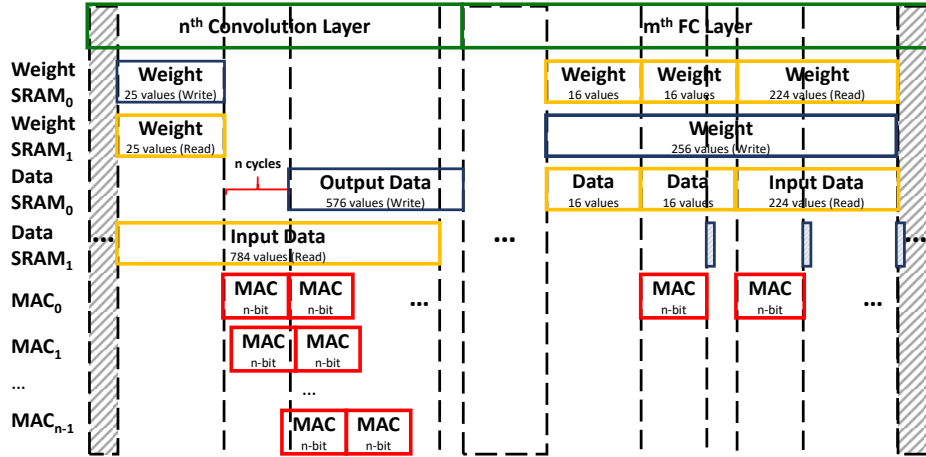 nth Convolution Layer
mth FC Layer
Weight SRAM0
Weight
25 values (Write)
Weight
16 values
Weight
16 values
Weight
224 values (Read)
Weight SRAM1
Weight
25 values (Read)
Weight
256 values (Write)
n cycles
Data SRAM0
Output Data
576 values (Write)
Data
16 values
Data
16 values
Input Data
224 values (Read)
Data SRAM1
...
Input Data
784 values (Read)
...
...
MAC0
MAC
n-bit
MAC
n-bit
...
MAC
n-bit
MAC
n-bit
...
MAC1
MAC
n-bit
MAC
n-bit
...
...
MACn-1
MAC
n-bit
MAC
n-bit